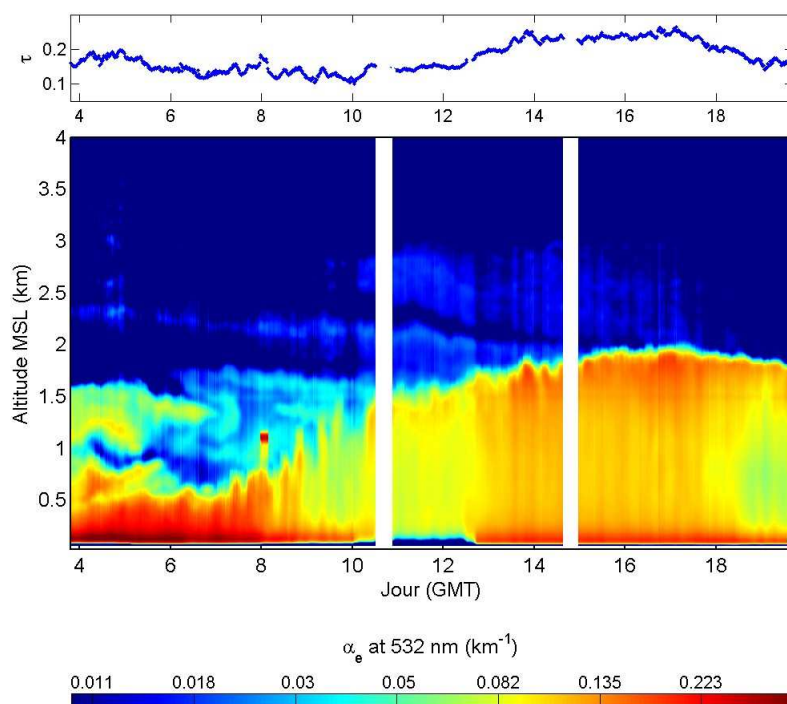 0.2
0.1
τ
4 6 8 10 12 14 16 18
4
3.5
3
2.5
2
1.5
1
0.5
Altitude MSL (km)
4 6 8 10 12 14 16 18
Jour (GMT)
αe at 532 nm (km⁻¹)
0.011 0.018 0.03 0.05 0.082 0.135 0.223